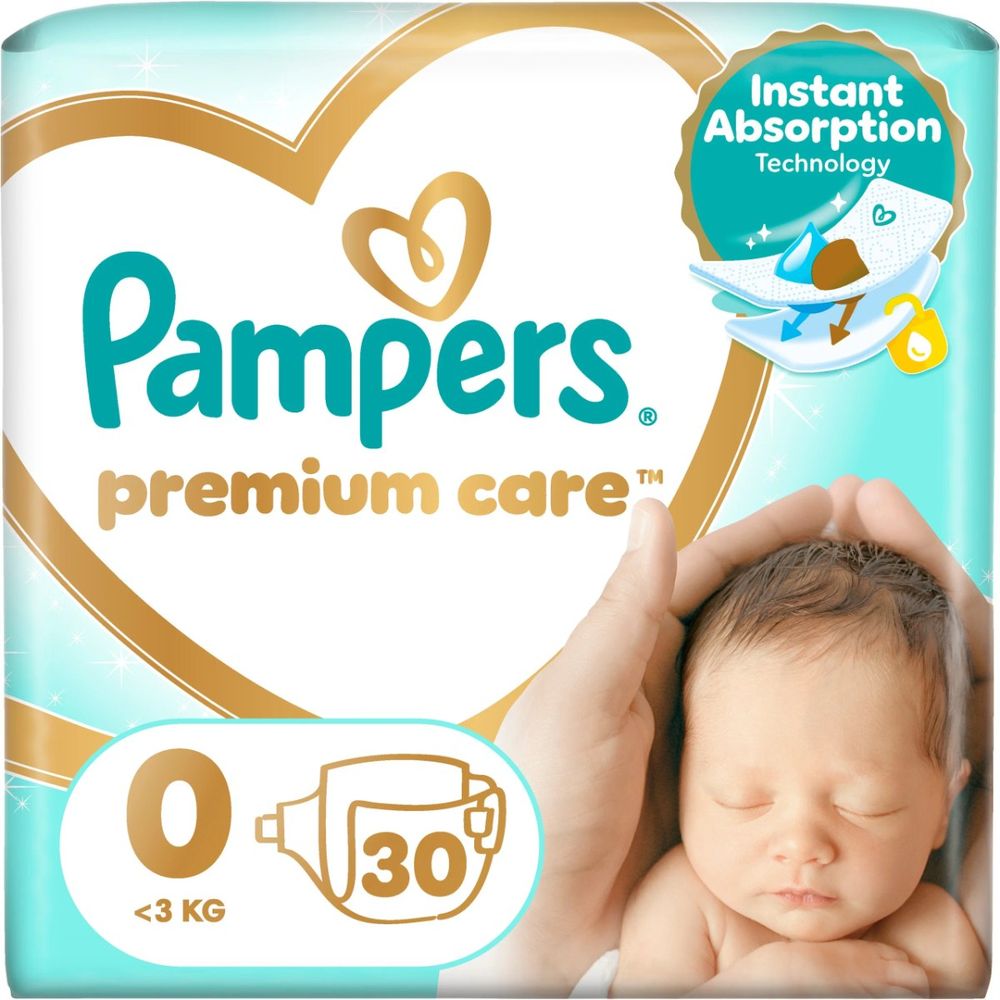 Instant
Absorption
Technology
Pampers®
premium care™
0
<3 KG
30